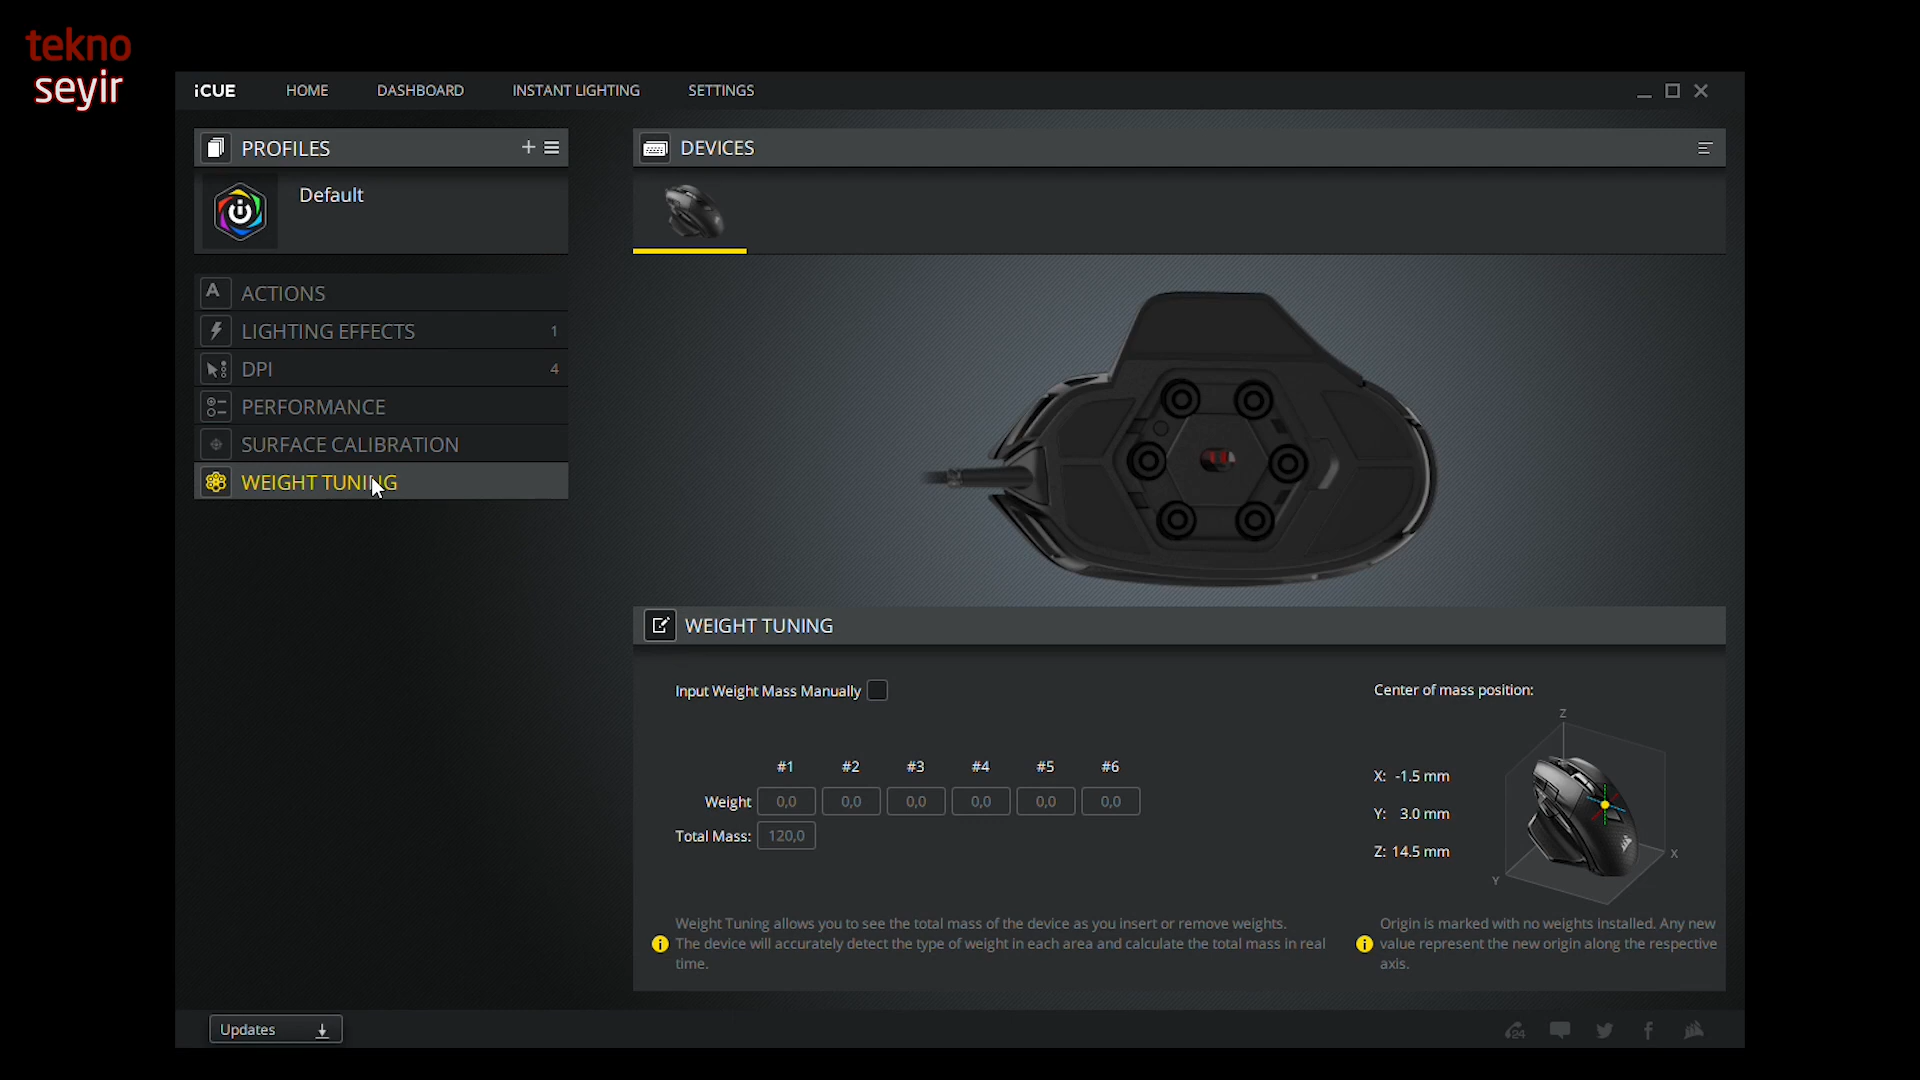 tekno
seyir
iCUE HOME DASHBOARD INSTANT LIGHTING SETTINGS
PROFILES
Default
A ACTIONS
LIGHTING EFFECTS 1
DPI 4
PERFORMANCE
SURFACE CALIBRATION
WEIGHT TUNING
DEVICES
WEIGHT TUNING
Input Weight Mass Manually
#1 #2 #3 #4 #5 #6
Weight 0,0 0,0 0,0 0,0 0,0 0,0
Total Mass: 120,0
Weight Tuning allows you to see the total mass of the device as you insert or remove weights.
The device will accurately detect the type of weight in each area and calculate the total mass in real
time.
Center of mass position:
X: -1.5 mm
Y: 3.0 mm
Z: 14.5 mm
Z
X
Y
Origin is marked with no weights installed. Any new
value represent the new origin along the respective
axis.
Updates
24